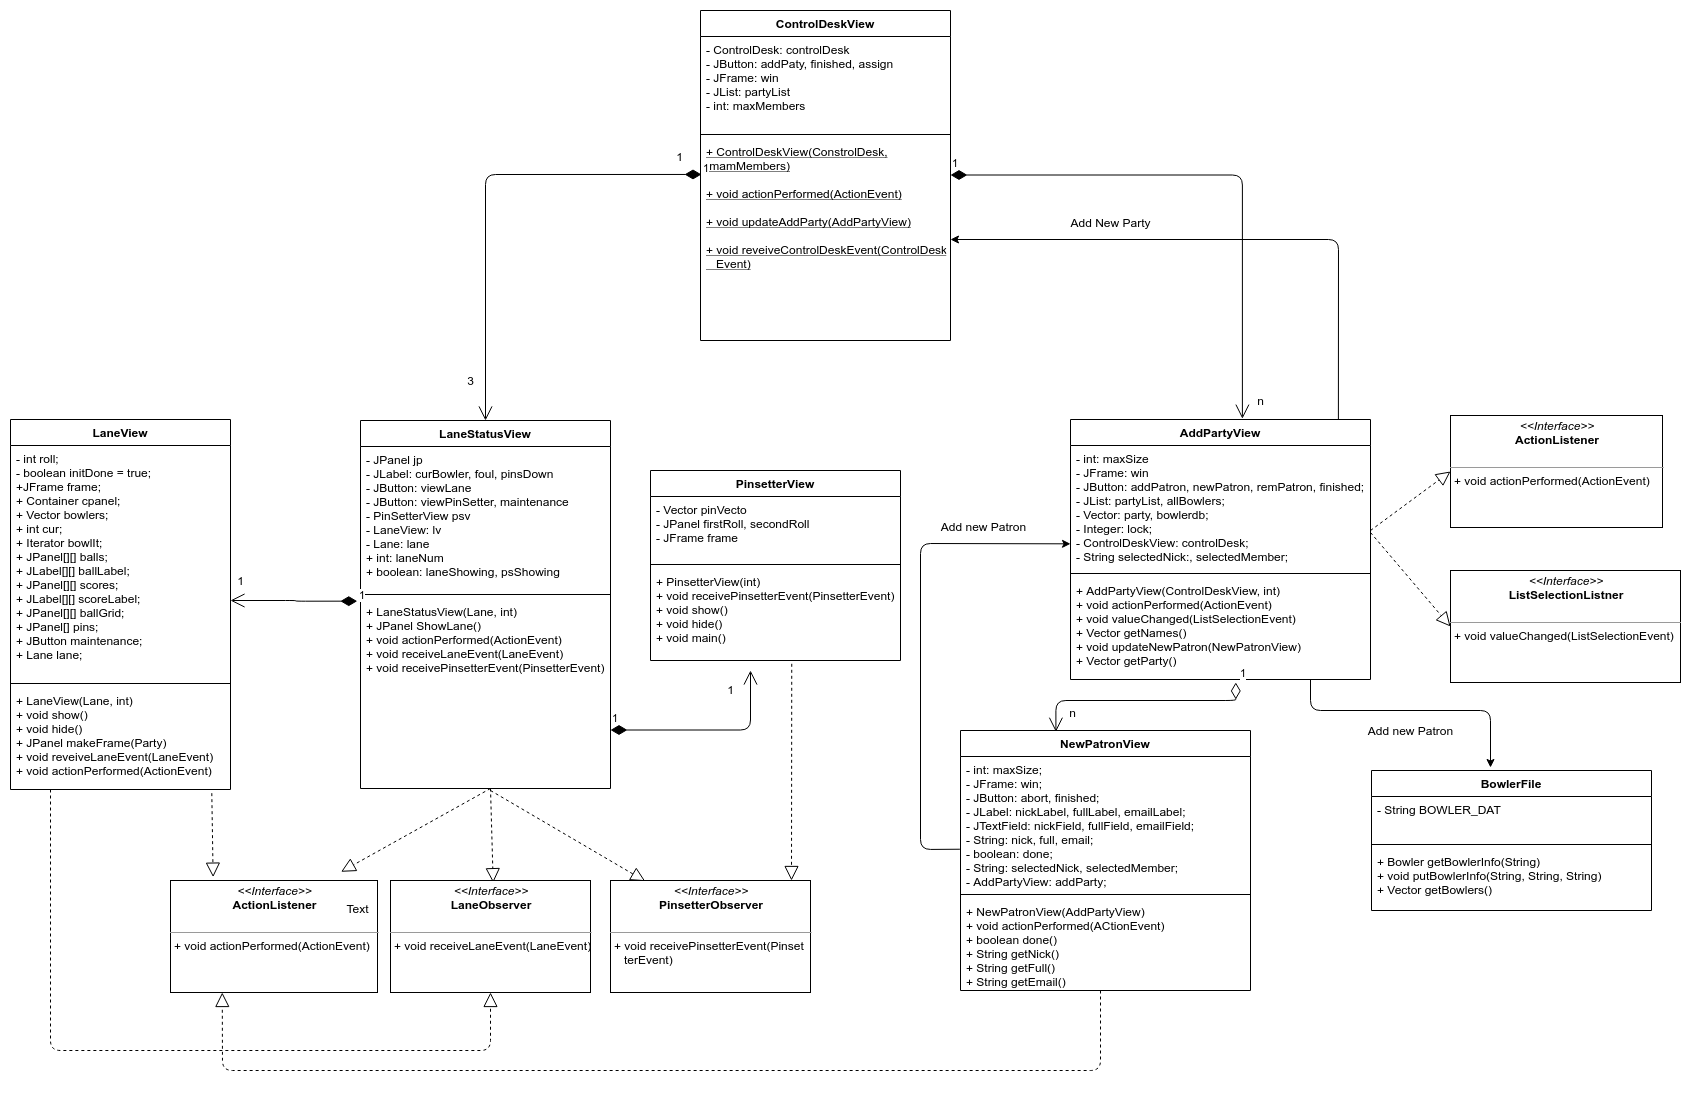 ControlDeskView
- ControlDesk: controlDesk
- JButton: addPaty, finished, assign
- JFrame: win
- JList: partyList
- int: maxMembers
+ ControlDeskView(ConstrolDesk,
mamMembers)
+ void actionPerformed(ActionEvent)
+ void updateAddParty(AddPartyView)
+ void reveiveControlDeskEvent(ControlDesk
Event)
1
1
1
Add New Party
3
n
LaneView
- int roll;
- boolean initDone = true;
+JFrame frame;
+ Container cpanel;
+ Vector bowlers;
+ int cur;
+ Iterator bowlIt;
+ JPanel[][] balls;
+ JLabel[][] ballLabel;
+ JPanel[][] scores;
+ JLabel[][] scoreLabel;
+ JPanel[][] ballGrid;
+ JPanel[] pins;
+ JButton maintenance;
+ Lane lane;
+ LaneView(Lane, int)
+ void show()
+ void hide()
+ JPanel makeFrame(Party)
+ void reveiveLaneEvent(LaneEvent)
+ void actionPerformed(ActionEvent)
1
1
LaneStatusView
- JPanel jp
- JLabel: curBowler, foul, pinsDown
- JButton: viewLane
- JButton: viewPinSetter, maintenance
- PinSetterView psv
- LaneView: lv
- Lane: lane
+ int: laneNum
+ boolean: laneShowing, psShowing
+ LaneStatusView(Lane, int)
+ JPanel ShowLane()
+ void actionPerformed(ActionEvent)
+ void receiveLaneEvent(LaneEvent)
+ void receivePinsetterEvent(PinsetterEvent)
1
1
PinsetterView
- Vector pinVecto
- JPanel firstRoll, secondRoll
- JFrame frame
+ PinsetterView(int)
+ void receivePinsetterEvent(PinsetterEvent)
+ void show()
+ void hide()
+ void main()
Add new Patron
AddPartyView
- int: maxSize
- JFrame: win
- JButton: addPatron, newPatron, remPatron, finished;
- JList: partyList, allBowlers;
- Vector: party, bowlerdb;
- Integer: lock;
- ControlDeskView: controlDesk;
- String selectedNick:, selectedMember;
+ AddPartyView(ControlDeskView, int)
+ void actionPerformed(ActionEvent)
+ void valueChanged(ListSelectionEvent)
+ Vector getNames()
+ void updateNewPatron(NewPatronView)
+ Vector getParty()
1
n
<<Interface>>
ActionListener
+ void actionPerformed(ActionEvent)
<<Interface>>
ListSelectionListner
+ void valueChanged(ListSelectionEvent)
Add new Patron
NewPatronView
- int: maxSize;
- JFrame: win;
- JButton: abort, finished;
- JLabel: nickLabel, fullLabel, emailLabel;
- JTextField: nickField, fullField, emailField;
- String: nick, full, email;
- boolean: done;
- String: selectedNick, selectedMember;
- AddPartyView: addParty;
+ NewPatronView(AddPartyView)
+ void actionPerformed(ACtionEvent)
+ boolean done()
+ String getNick()
+ String getFull()
+ String getEmail()
BowlerFile
- String BOWLER_DAT
+ Bowler getBowlerInfo(String)
+ void putBowlerInfo(String, String, String)
+ Vector getBowlers()
<<Interface>>
ActionListener
Text
+ void actionPerformed(ActionEvent)
<<Interface>>
LaneObserver
+ void receiveLaneEvent(LaneEvent)
<<Interface>>
PinsetterObserver
+ void receivePinsetterEvent(Pinset
terEvent)